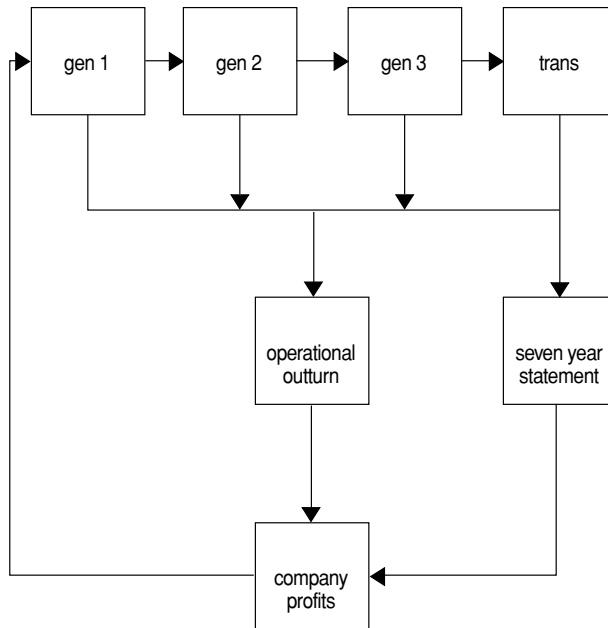 gen 1
gen 2
gen 3
trans
operational
outturn
seven year
statement
company
profits